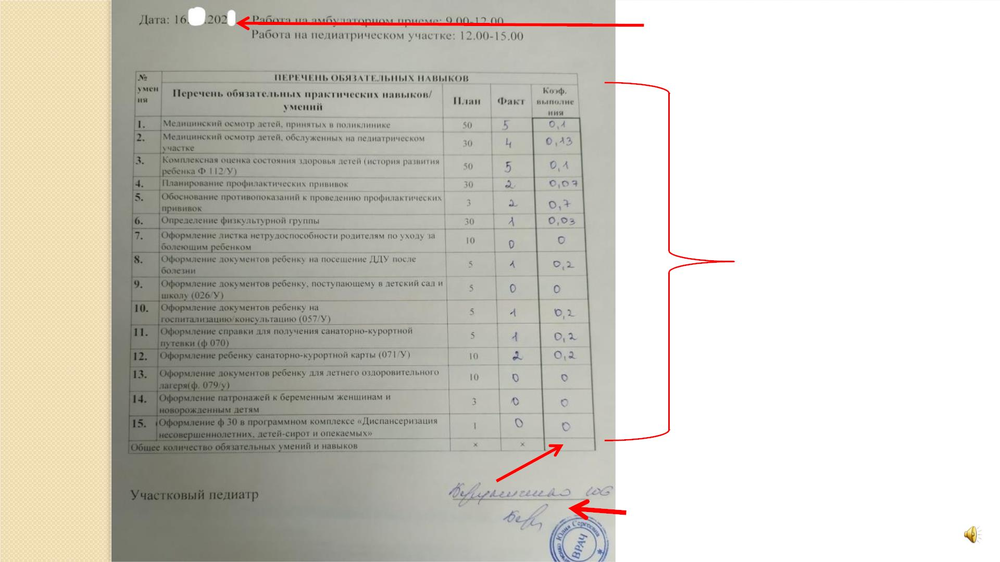 Дата: 16. .202 Работа на амбулаторном приеме: 9.00-12.00
Работа на педиатрическом участке: 12.00-15.00
№ умен ия
ПЕРЕЧЕНЬ ОБЯЗАТЕЛЬНЫХ НАВЫКОВ
Перечень обязательных практических навыков/
умений
План
Факт
Коэф.
выполне
ния
1. Медицинский осмотр детей, принятых в поликлинике 50 5 0,1
2. Медицинский осмотр детей, обслуженных на педиатрическом 30 4 0,13
участке
3. Комплексная оценка состояния здоровья детей (история развития 50 5 0,1
ребенка Ф 112/У)
4. Планирование профилактических прививок 30 2 0,07
5. Обоснование противопоказаний к проведению профилактических 3 2 0,7
прививок
6. Определение физкультурной группы 30 1 0,03
7. Оформление листка нетрудоспособности родителям по уходу за 10 0 0
болеющим ребенком
8. Оформление документов ребенку на посещение ДДУ после 5 1 0,2
болезни
9. Оформление документов ребенку, поступающему в детский сад и 5 0 0
школу (026/У)
10. Оформление документов ребенку на 5 1 0,2
госпитализацию/консультацию (057/У)
11. Оформление справки для получения санаторно-курортной 5 1 0,2
путевки (ф 070)
12. Оформление ребенку санаторно-курортной карты (071/У) 10 2 0,2
13. Оформление документов ребенку для летнего оздоровительного 10 0 0
лагеря(ф. 079/у)
14. Оформление патронажей к беременным женщинам и 3 0 0
новорожденным детям
15. Оформление ф 30 в программном комплексе «Диспансеризация 1 0 0
несовершеннолетних, детей-сирот и опекаемых»
Общее количество обязательных умений и навыков × ×
Участковый педиатр
Юлия Сергеевна
ВРАЧ